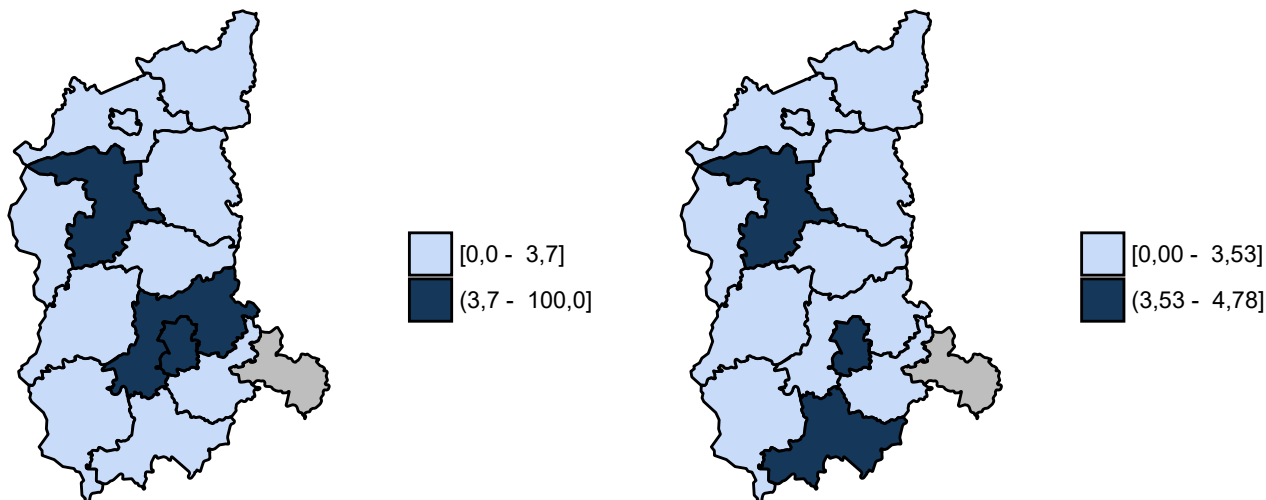 [0,0 -  3,7]
(3,7 -  100,0]
[0,00 -  3,53]
(3,53 -  4,78]